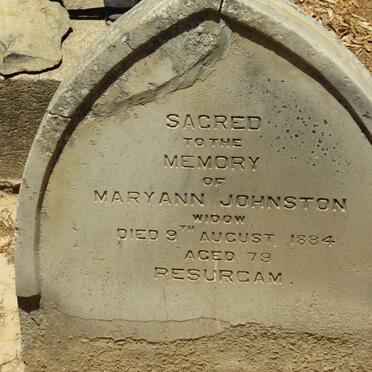 SACRED
TO THE
MEMORY
OF
MARYANN JOHNSTON
WIDOW
DIED 9TH AUGUST 1884
AGED 79
RESURGAM.